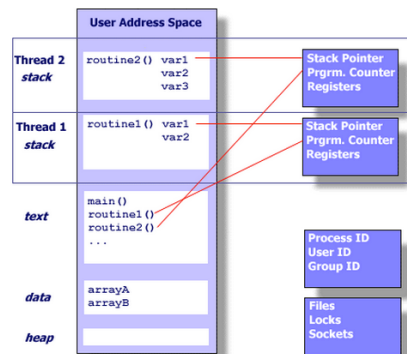 User Address Space
Thread 2
stack
routine2() var1
var2
var3
Stack Pointer
Prgrm. Counter
Registers
Thread 1
stack
routine1() var1
var2
Stack Pointer
Prgrm. Counter
Registers
text
main()
routine1()
routine2()
...
Process ID
User ID
Group ID
data
arrayA
arrayB
Files
Locks
Sockets
heap